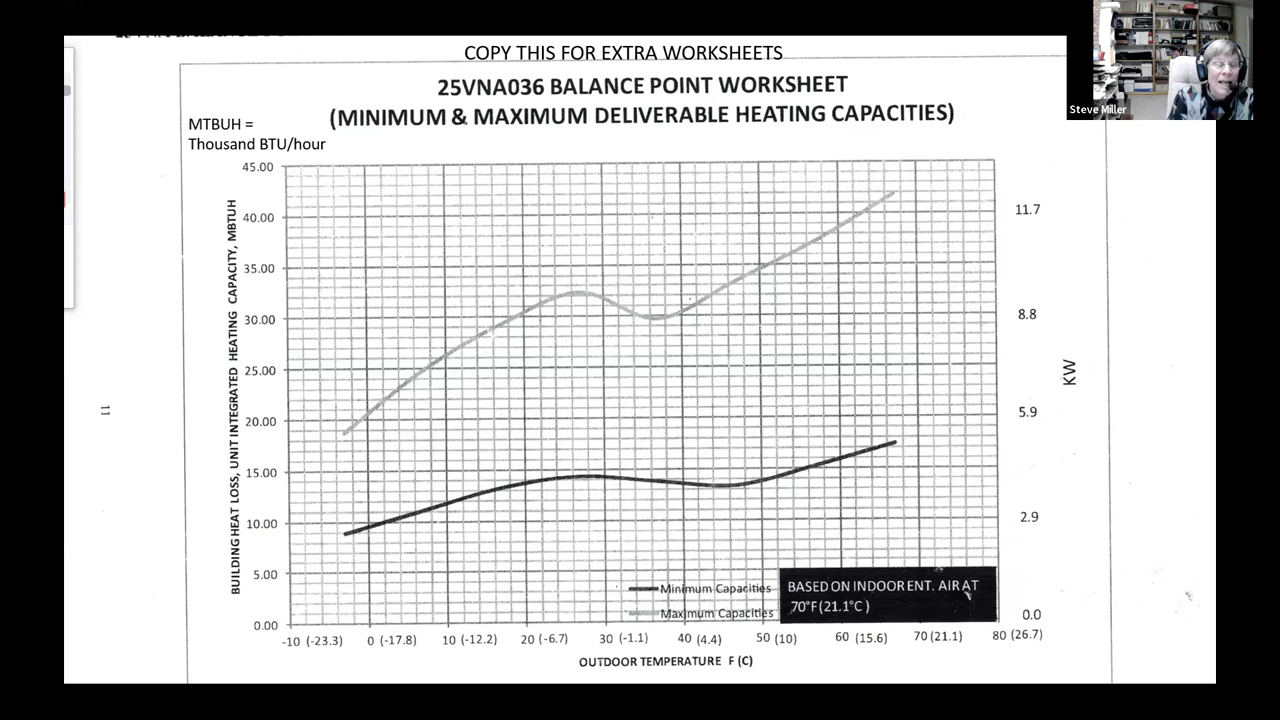 COPY THIS FOR EXTRA WORKSHEETS
25VNA036 BALANCE POINT WORKSHEET
(MINIMUM & MAXIMUM DELIVERABLE HEATING CAPACITIES)
Steve Miller
MTBUH =
Thousand BTU/hour
BUILDING HEAT LOSS, UNIT INTEGRATED HEATING CAPACITY, MBTUH
45.00
40.00
35.00
30.00
25.00
20.00
15.00
10.00
5.00
0.00
11.7
8.8
5.9
2.9
0.0
KW
11
Minimum Capacities
Maximum Capacities
BASED ON INDOOR ENT. AIR AT
70°F (21.1°C )
-10 (-23.3) 0 (-17.8) 10 (-12.2) 20 (-6.7) 30 (-1.1) 40 (4.4) 50 (10) 60 (15.6) 70 (21.1) 80 (26.7)
OUTDOOR TEMPERATURE F (C)